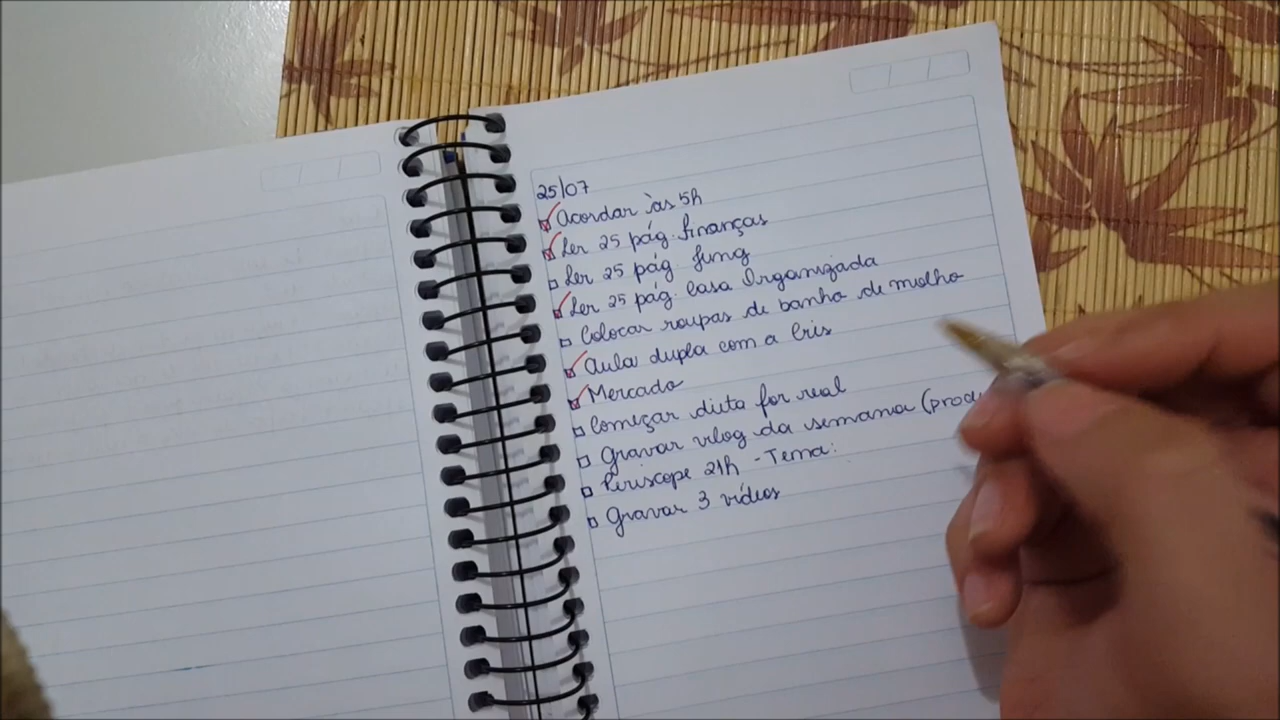 25/07
Acordar às 5h
Ler 25 pág. finanças
Ler 25 pág Jung
Ler 25 pág. Casa Organizada
Colocar roupas de banho de molho
Aula dupla com a Cris
Mercado
Começar dieta for real
Gravar vlog da semana (produ
Periscope 21h - Tema:
Gravar 3 vídeos